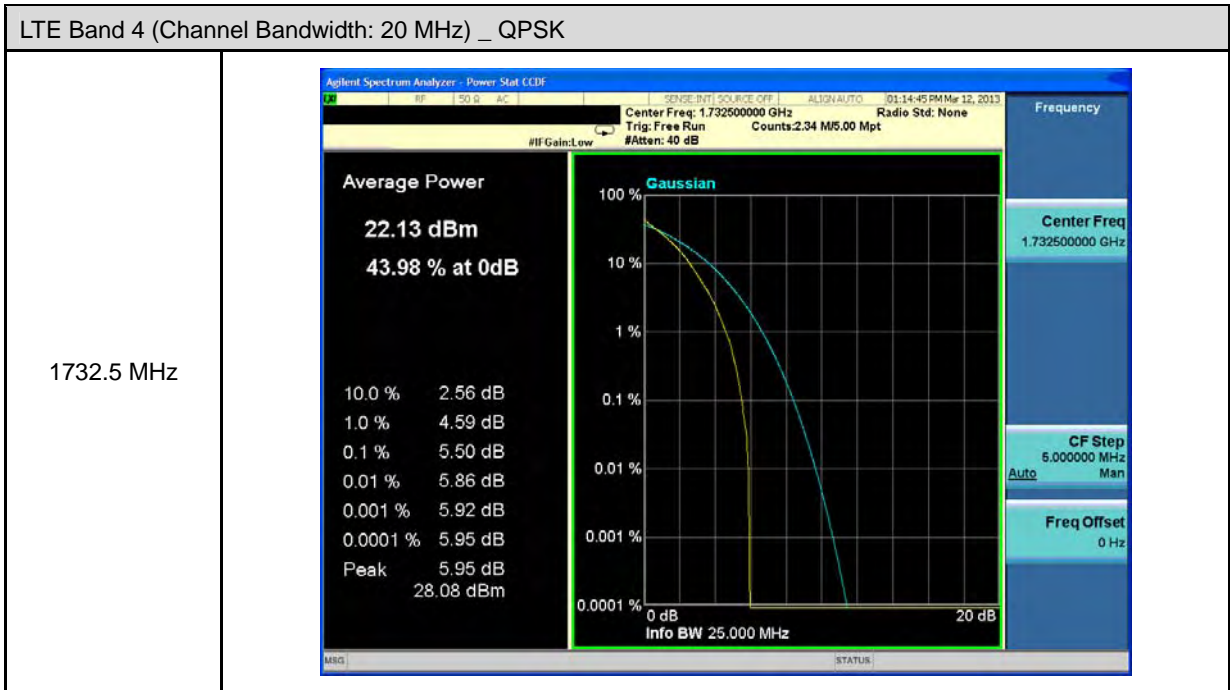 LTE Band 4 (Channel Bandwidth: 20 MHz) _ QPSK
1732.5 MHz
Agilent Spectrum Analyzer - Power Stat CCDF
LXI RF 50 Ω AC SENSE:INT SOURCE OFF ALIGN AUTO 01:14:45 PM Mar 12, 2013
Center Freq: 1.732500000 GHz Radio Std: None
Trig: Free Run Counts:2.34 M/5.00 Mpt
#IFGain:Low #Atten: 40 dB
Average Power
22.13 dBm
43.98 % at 0dB
10.0 % 2.56 dB
1.0 % 4.59 dB
0.1 % 5.50 dB
0.01 % 5.86 dB
0.001 % 5.92 dB
0.0001 % 5.95 dB
Peak 5.95 dB
28.08 dBm
Gaussian
100 %
10 %
1 %
0.1 %
0.01 %
0.001 %
0.0001 %
0 dB 20 dB
Info BW 25.000 MHz
Frequency
Center Freq
1.732500000 GHz
CF Step
5.000000 MHz
Auto Man
Freq Offset
0 Hz
MSG STATUS